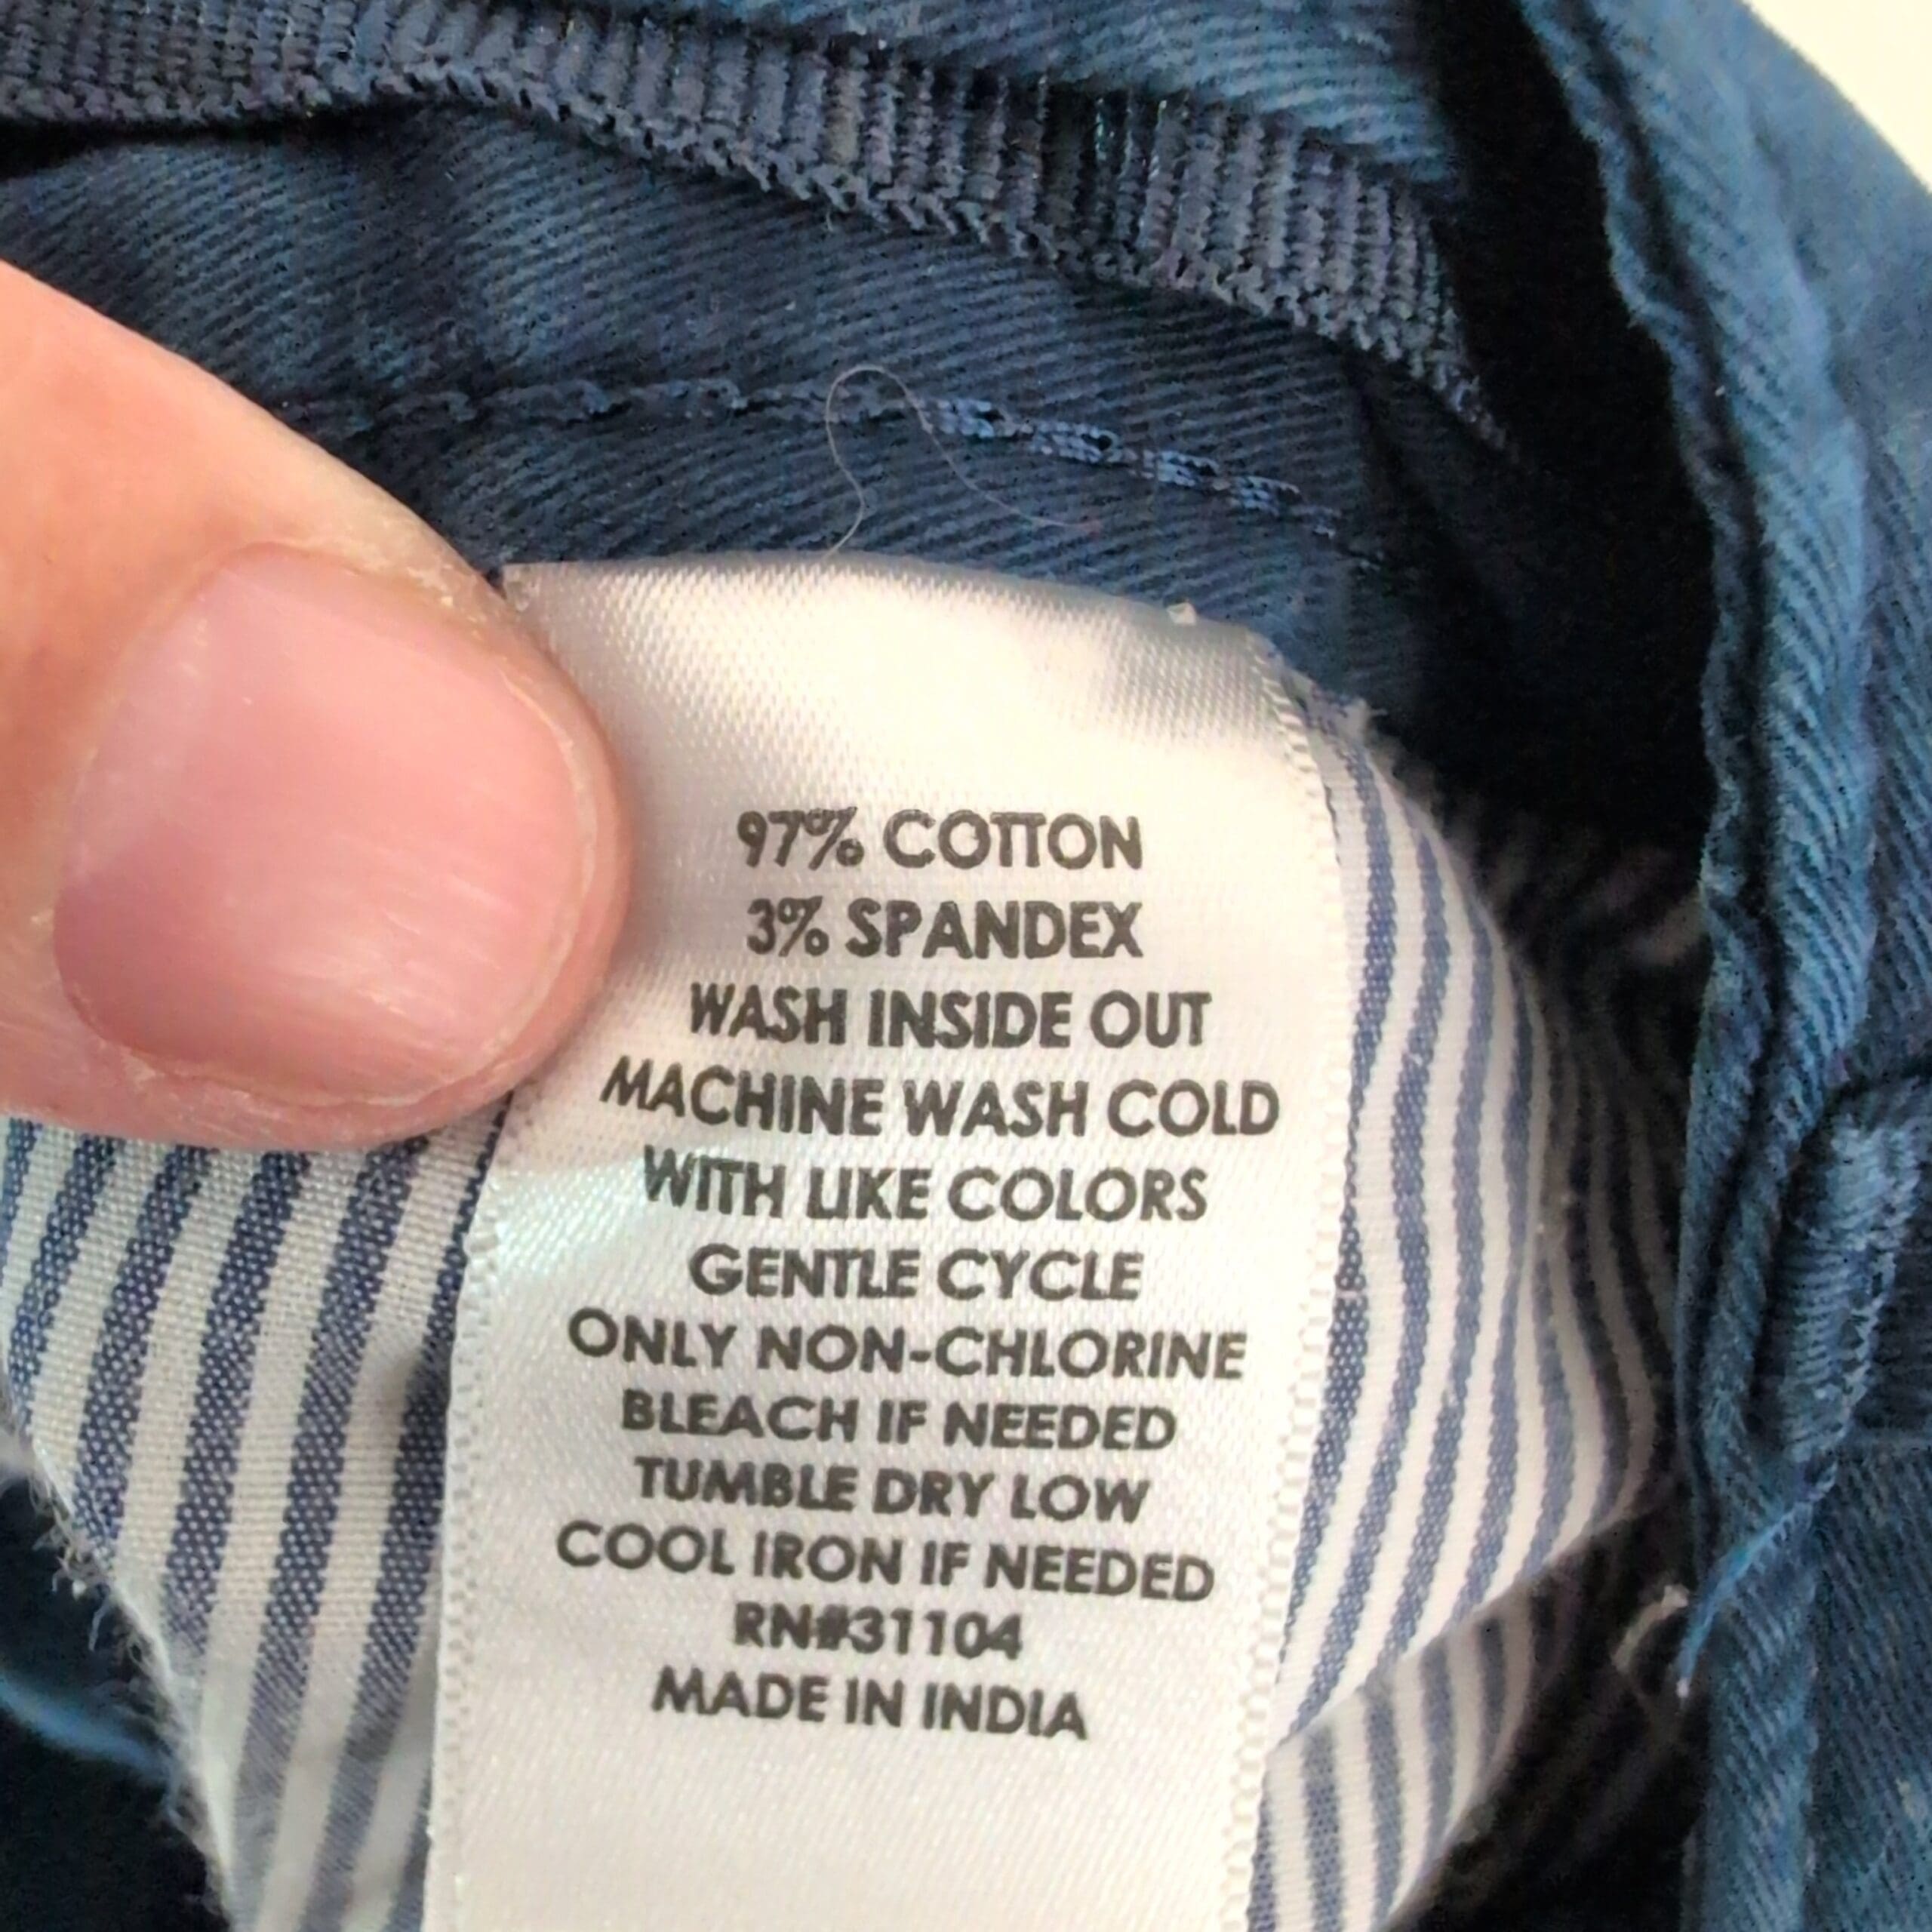 97% COTTON
3% SPANDEX
WASH INSIDE OUT
MACHINE WASH COLD
WITH LIKE COLORS
GENTLE CYCLE
ONLY NON-CHLORINE
BLEACH IF NEEDED
TUMBLE DRY LOW
COOL IRON IF NEEDED
RN#31104
MADE IN INDIA